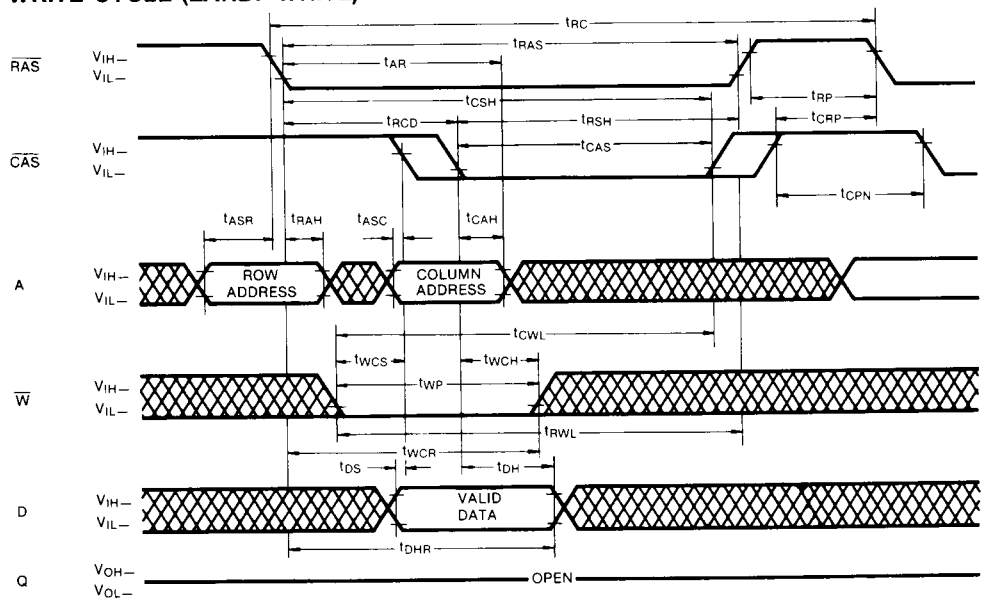 WRITE CYCLE (EARLY WRITE)
tRC
tRAS
tAR
RAS
VIH—
VIL—
tCSH
tRP
tRCD
tRSH
tCRP
CAS
VIH—
VIL—
tCAS
tCPN
tASR
tRAH
tASC
tCAH
A
VIH—
VIL—
ROW
ADDRESS
COLUMN
ADDRESS
tCWL
tWCS
tWCH
W
VIH—
VIL—
tWP
tRWL
tWCR
tDS
tDH
D
VIH—
VIL—
VALID
DATA
tDHR
Q
VOH—
VOL—
OPEN